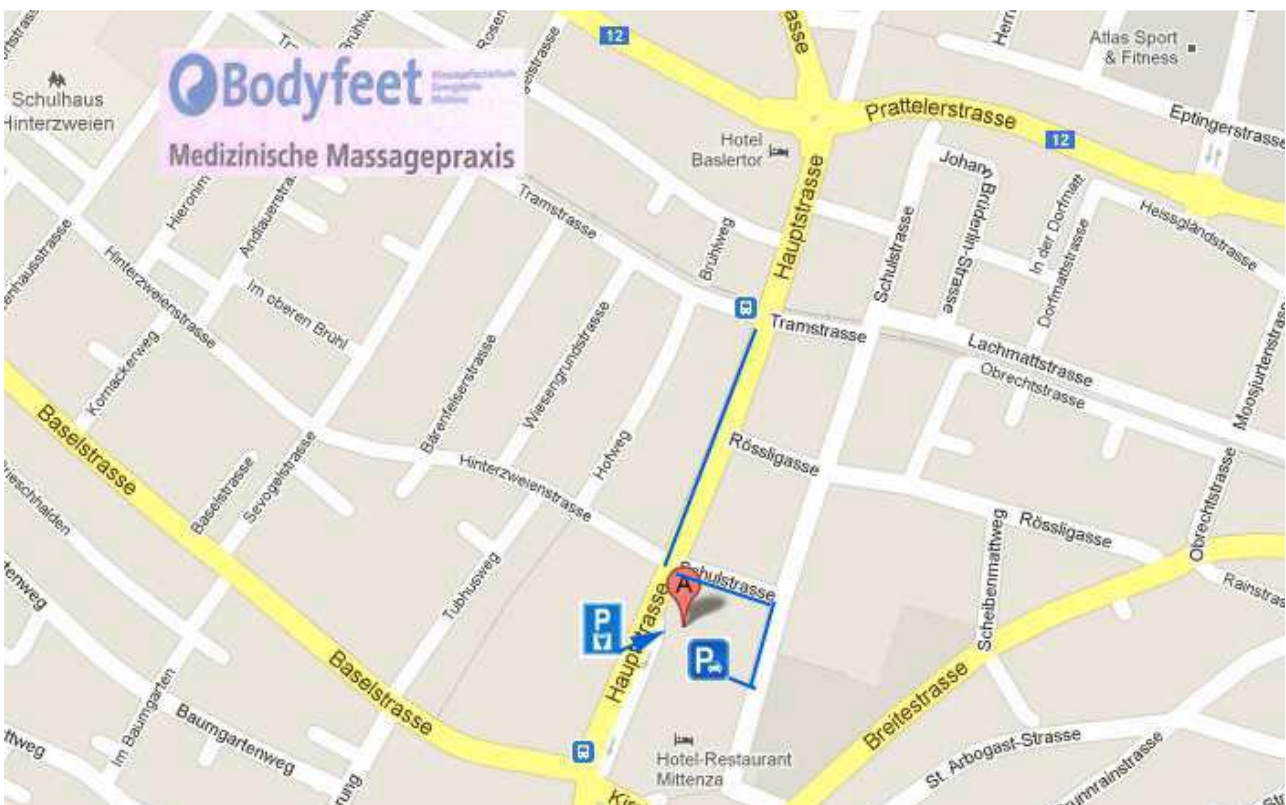 12
Atlas Sport
& Fitness
Schulhaus
Hinterzweien
Bodyfeet
Medizinische Massagepraxis
Hotel
Baslertor
Prattelerstrasse
12
Eptingerstrasse
Johann Brüderlin-Strasse
In der Dorfmatt
Heissgländstrasse
Tramstrasse
Brühlweg
Hauptstrasse
Schulstrasse
Dorfmattstrasse
Andlauerstra
Hinterzweienstrasse
Im oberen Brühl
Kornackerweg
Tramstrasse
Lachmattstrasse
Obrechtstrasse
Moosjurtenstrasse
Bärenfelserstrasse
Wiesengrundstrasse
Hofweg
Baselstrasse
Baselstrasse
Sevogelstrasse
Hinterzweienstrasse
Rössligasse
Rössligasse
Obrechtstrasse
Scheibenmattweg
Rainstras
Tubhusweg
Schulstrasse
A
P
Hauptstrasse
P
Baselstrasse
Im Baumgarten
Baumgartenweg
Breitestrasse
St. Arbogast-Strasse
Hotel-Restaurant
Mittenza